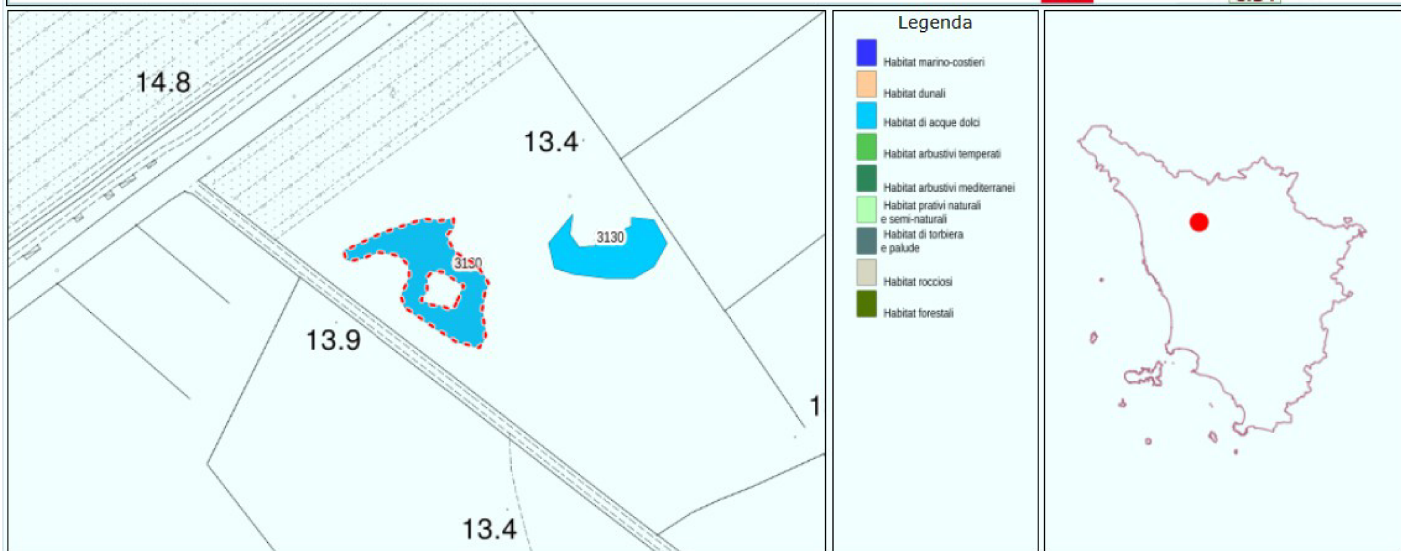 14.8
13.4
3130
3130
13.9
1
13.4
Legenda
Habitat marino-costieri
Habitat dunali
Habitat di acque dolci
Habitat arbustivi temperati
Habitat arbustivi mediterranei
Habitat prativi naturali
e semi-naturali
Habitat di torbiera
e palude
Habitat rocciosi
Habitat forestali